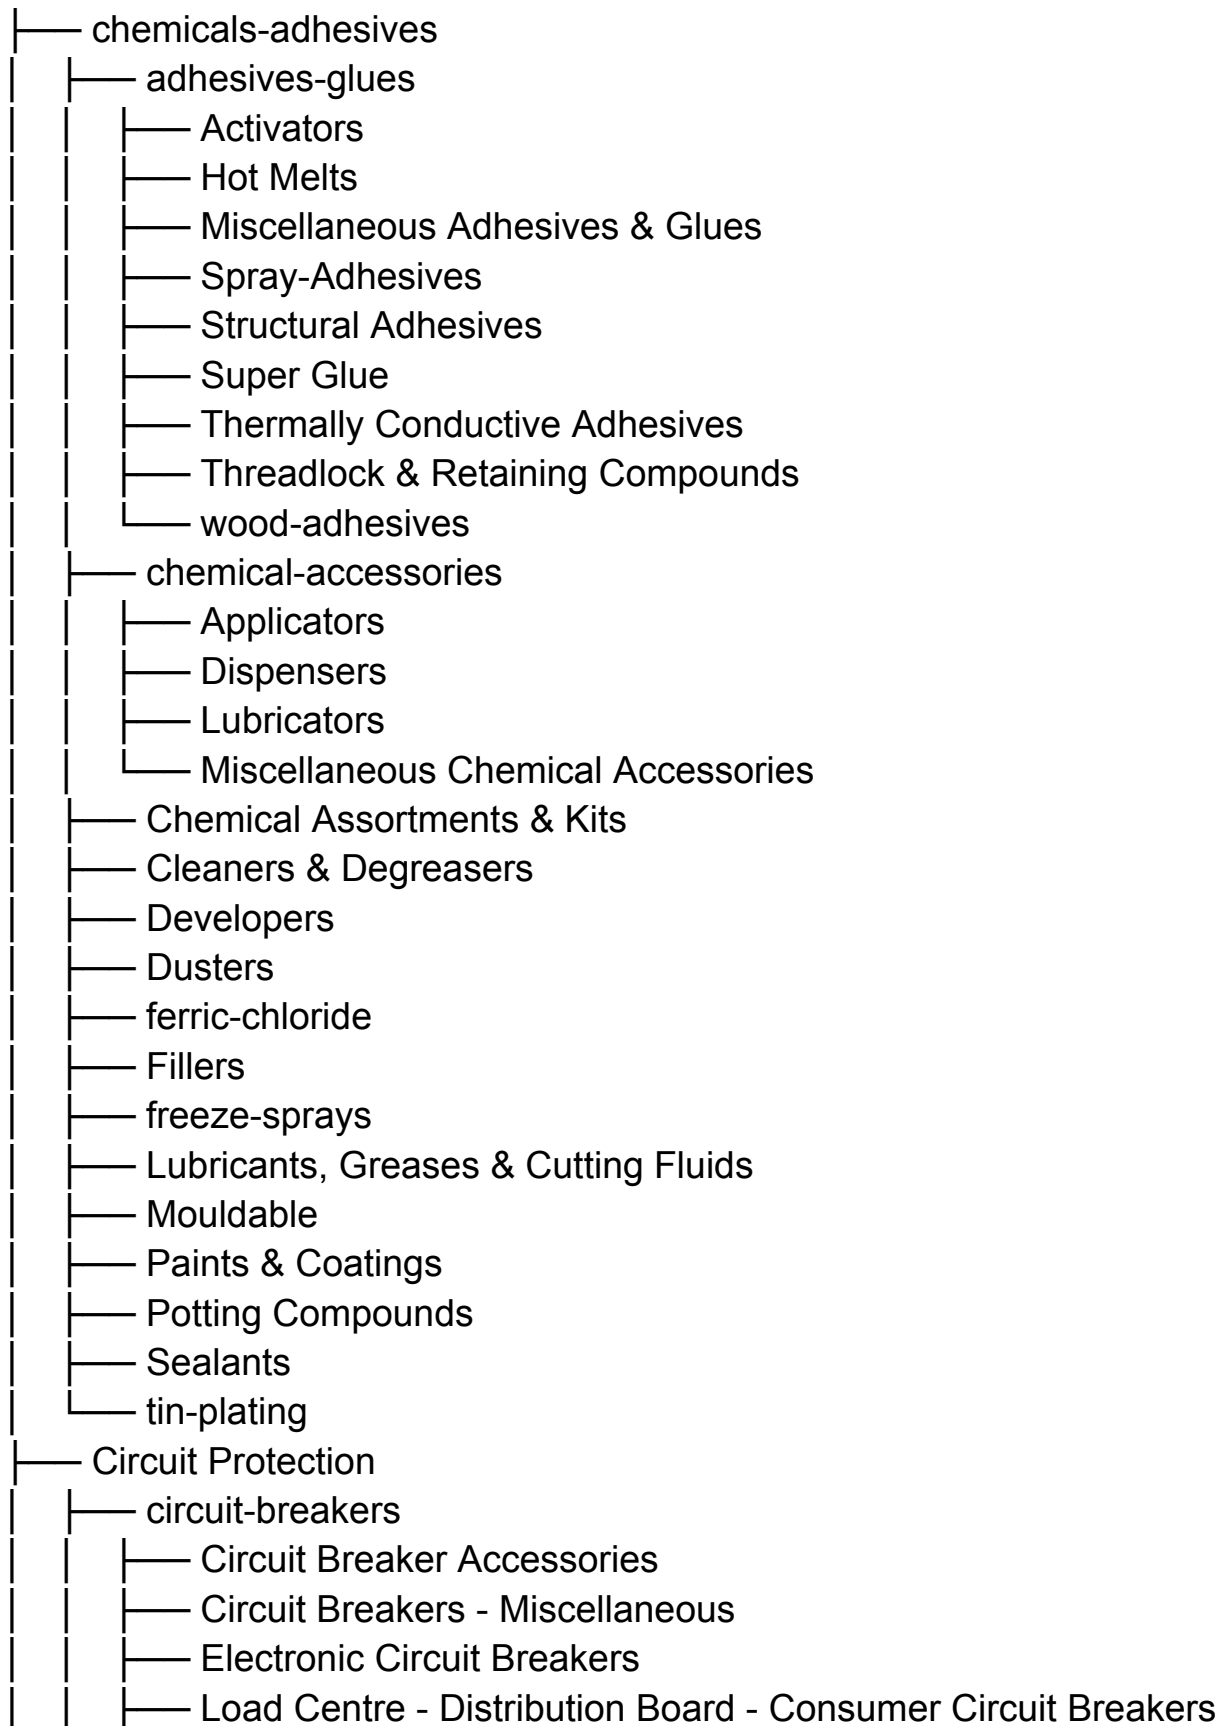 ├── chemicals-adhesives
│   ├── adhesives-glues
│   │   ├── Activators
│   │   ├── Hot Melts
│   │   ├── Miscellaneous Adhesives & Glues
│   │   ├── Spray-Adhesives
│   │   ├── Structural Adhesives
│   │   ├── Super Glue
│   │   ├── Thermally Conductive Adhesives
│   │   ├── Threadlock & Retaining Compounds
│   │   └── wood-adhesives
│   ├── chemical-accessories
│   │   ├── Applicators
│   │   ├── Dispensers
│   │   ├── Lubricators
│   │   └── Miscellaneous Chemical Accessories
│   ├── Chemical Assortments & Kits
│   ├── Cleaners & Degreasers
│   ├── Developers
│   ├── Dusters
│   ├── ferric-chloride
│   ├── Fillers
│   ├── freeze-sprays
│   ├── Lubricants, Greases & Cutting Fluids
│   ├── Mouldable
│   ├── Paints & Coatings
│   ├── Potting Compounds
│   ├── Sealants
│   └── tin-plating
├── Circuit Protection
│   ├── circuit-breakers
│   │   ├── Circuit Breaker Accessories
│   │   ├── Circuit Breakers - Miscellaneous
│   │   ├── Electronic Circuit Breakers
│   │   ├── Load Centre - Distribution Board - Consumer Circuit Breakers